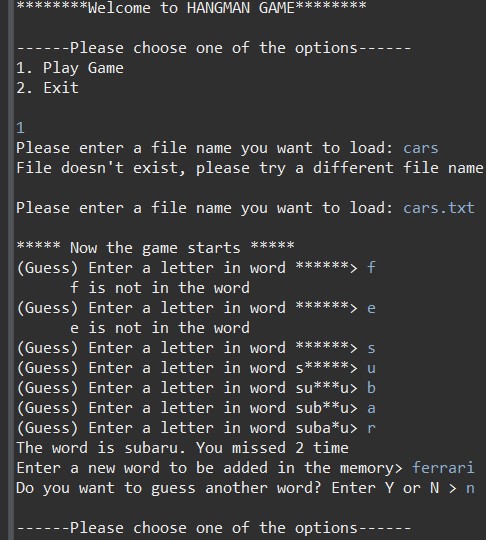 ********Welcome to HANGMAN GAME********
------Please choose one of the options------
1. Play Game
2. Exit
1
Please enter a file name you want to load: cars
File doesn't exist, please try a different file name
Please enter a file name you want to load: cars.txt
***** Now the game starts *****
(Guess) Enter a letter in word ******> f
f is not in the word
(Guess) Enter a letter in word ******> e
e is not in the word
(Guess) Enter a letter in word ******> s
(Guess) Enter a letter in word s*****> u
(Guess) Enter a letter in word su***u> b
(Guess) Enter a letter in word sub**u> a
(Guess) Enter a letter in word suba*u> r
The word is subaru. You missed 2 time
Enter a new word to be added in the memory> ferrari
Do you want to guess another word? Enter Y or N > n
------Please choose one of the options------